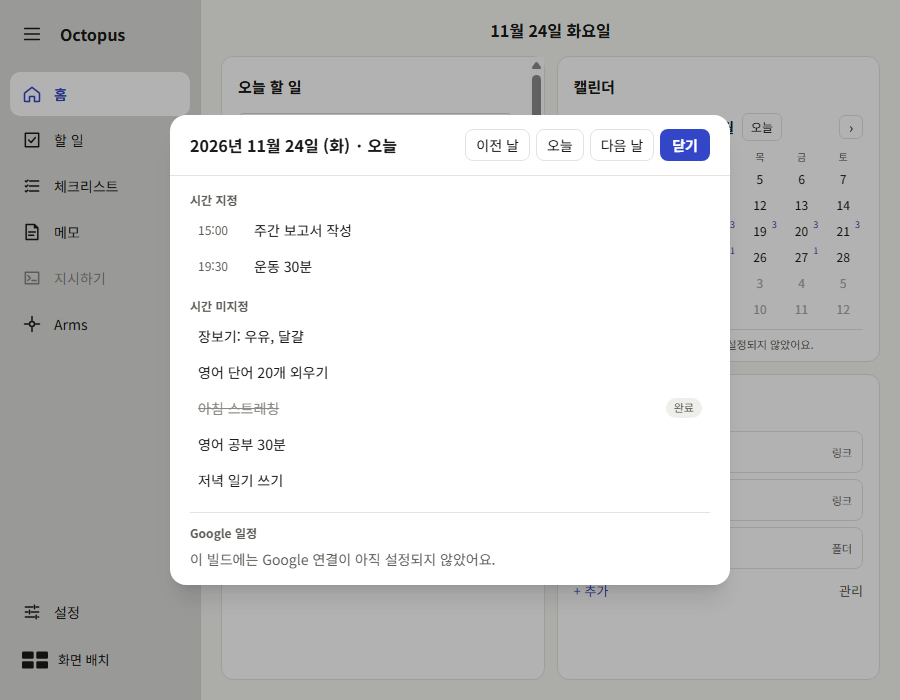 Octopus
홈
할 일
체크리스트
메모
지시하기
Arms
설정
화면 배치
11월 24일 화요일
오늘 할 일
캘린더
오늘
›
목 금 토
5 6 7
12 13 14
3 19 3 20 3 21 3
1 26 27 1 28
3 4 5
10 11 12
설정되지 않았어요.
링크
링크
폴더
+ 추가
관리
2026년 11월 24일 (화) · 오늘
이전 날
오늘
다음 날
닫기
시간 지정
15:00 주간 보고서 작성
19:30 운동 30분
시간 미지정
장보기: 우유, 달걀
영어 단어 20개 외우기
아침 스트레칭 완료
영어 공부 30분
저녁 일기 쓰기
Google 일정
이 빌드에는 Google 연결이 아직 설정되지 않았어요.